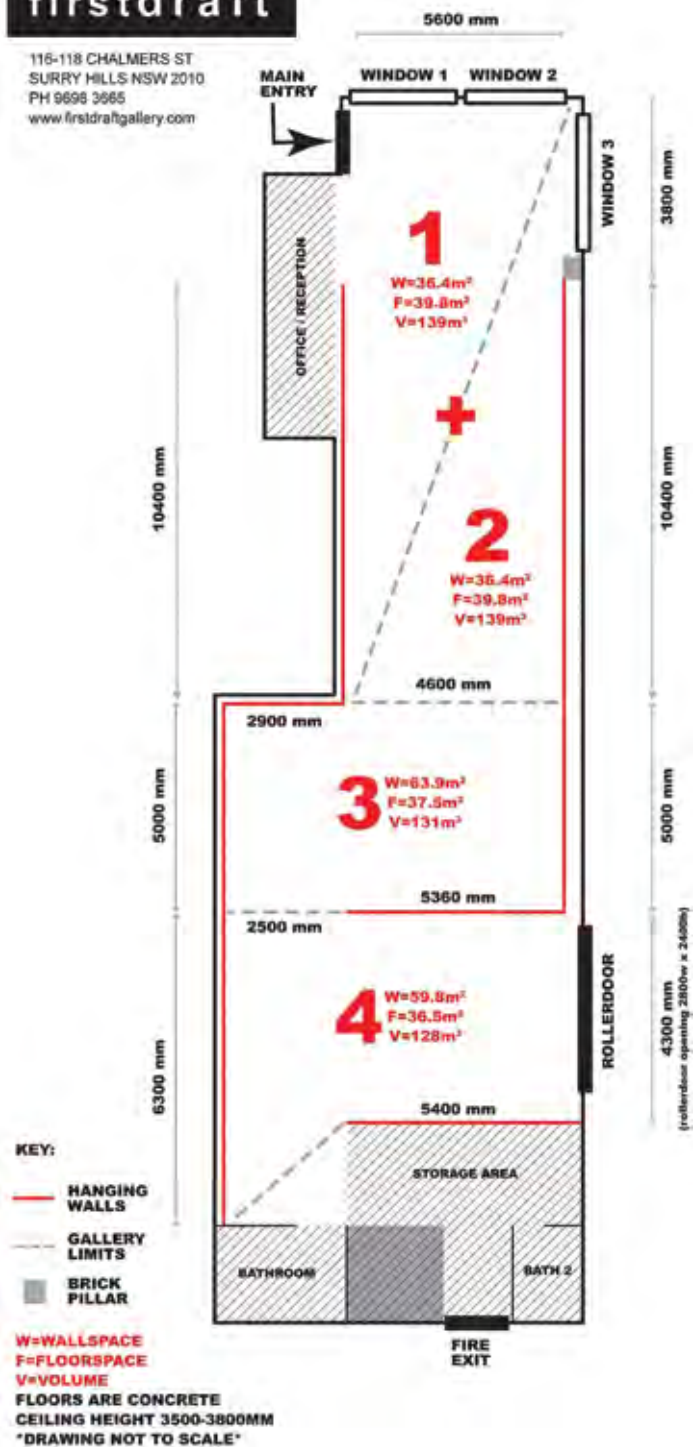 firstdraft
116-118 CHALMERS ST
SURRY HILLS NSW 2010
PH 9698 3665
www.firstdraftgallery.com
5600 mm
MAIN
ENTRY
WINDOW 1
WINDOW 2
WINDOW 3
3800 mm
OFFICE / RECEPTION
1
W=36.4m²
F=39.8m²
V=139m³
+
10400 mm
10400 mm
2
W=36.4m²
F=39.8m²
V=139m³
4600 mm
2900 mm
5000 mm
3
W=63.9m²
F=37.5m²
V=131m³
5000 mm
5360 mm
2500 mm
4
W=59.8m²
F=36.5m²
V=128m³
ROLLERDOOR
4300 mm
(rollerdoor opening 2800w x 2400h)
6300 mm
5400 mm
STORAGE AREA
BATHROOM
BATH 2
FIRE
EXIT
KEY:
HANGING
WALLS
GALLERY
LIMITS
BRICK
PILLAR
W=WALLSPACE
F=FLOORSPACE
V=VOLUME
FLOORS ARE CONCRETE
CEILING HEIGHT 3500-3800MM
*DRAWING NOT TO SCALE*